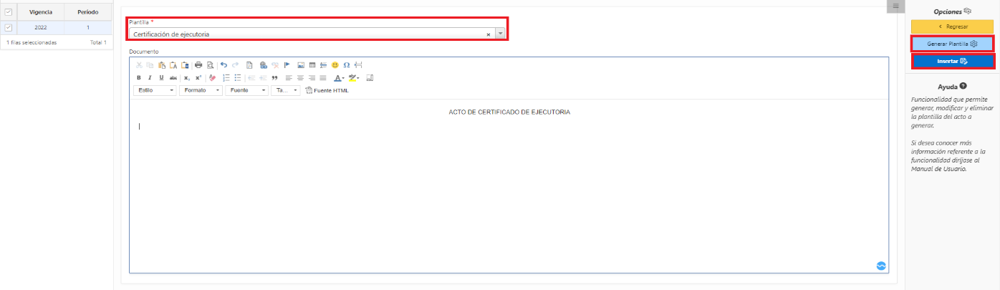 Vigencia Período
2022 1
1 filas seleccionadas Total 1
Plantilla *
Certificación de ejecutoria
Documento
Estilo Formato Fuente Ta... Fuente HTML
ACTO DE CERTIFICADO DE EJECUTORIA
Opciones
Regresar
Generar Plantilla
Insertar
Ayuda
Funcionalidad que permite
generar, modificar y eliminar
la plantilla del acto a
generar.
Si desea conocer más
información referente a la
funcionalidad diríjase al
Manual de Usuario.